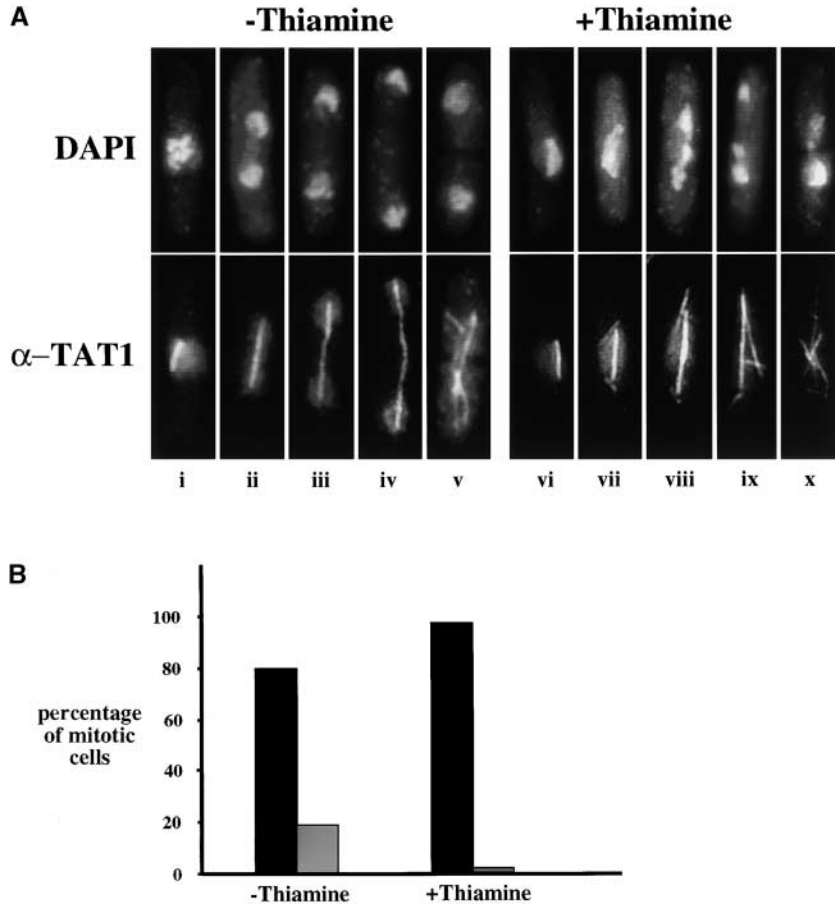 A
-Thiamine +Thiamine
DAPI
α-TAT1
i ii iii iv v vi vii viii ix x
B
100
80
60
40
20
0
percentage
of mitotic
cells
-Thiamine +Thiamine